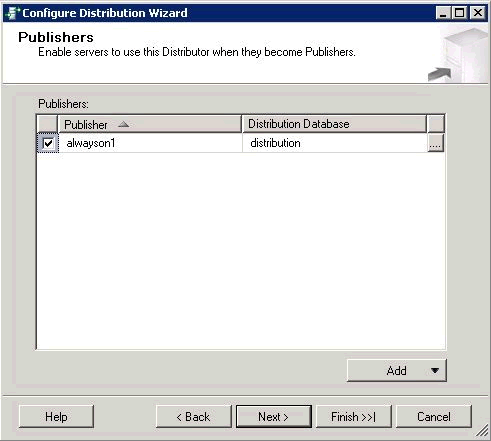 Configure Distribution Wizard
Publishers
Enable servers to use this Distributor when they become Publishers.
Publishers:
Publisher Distribution Database
alwayson1 distribution ...
Add
Help < Back Next > Finish >>| Cancel